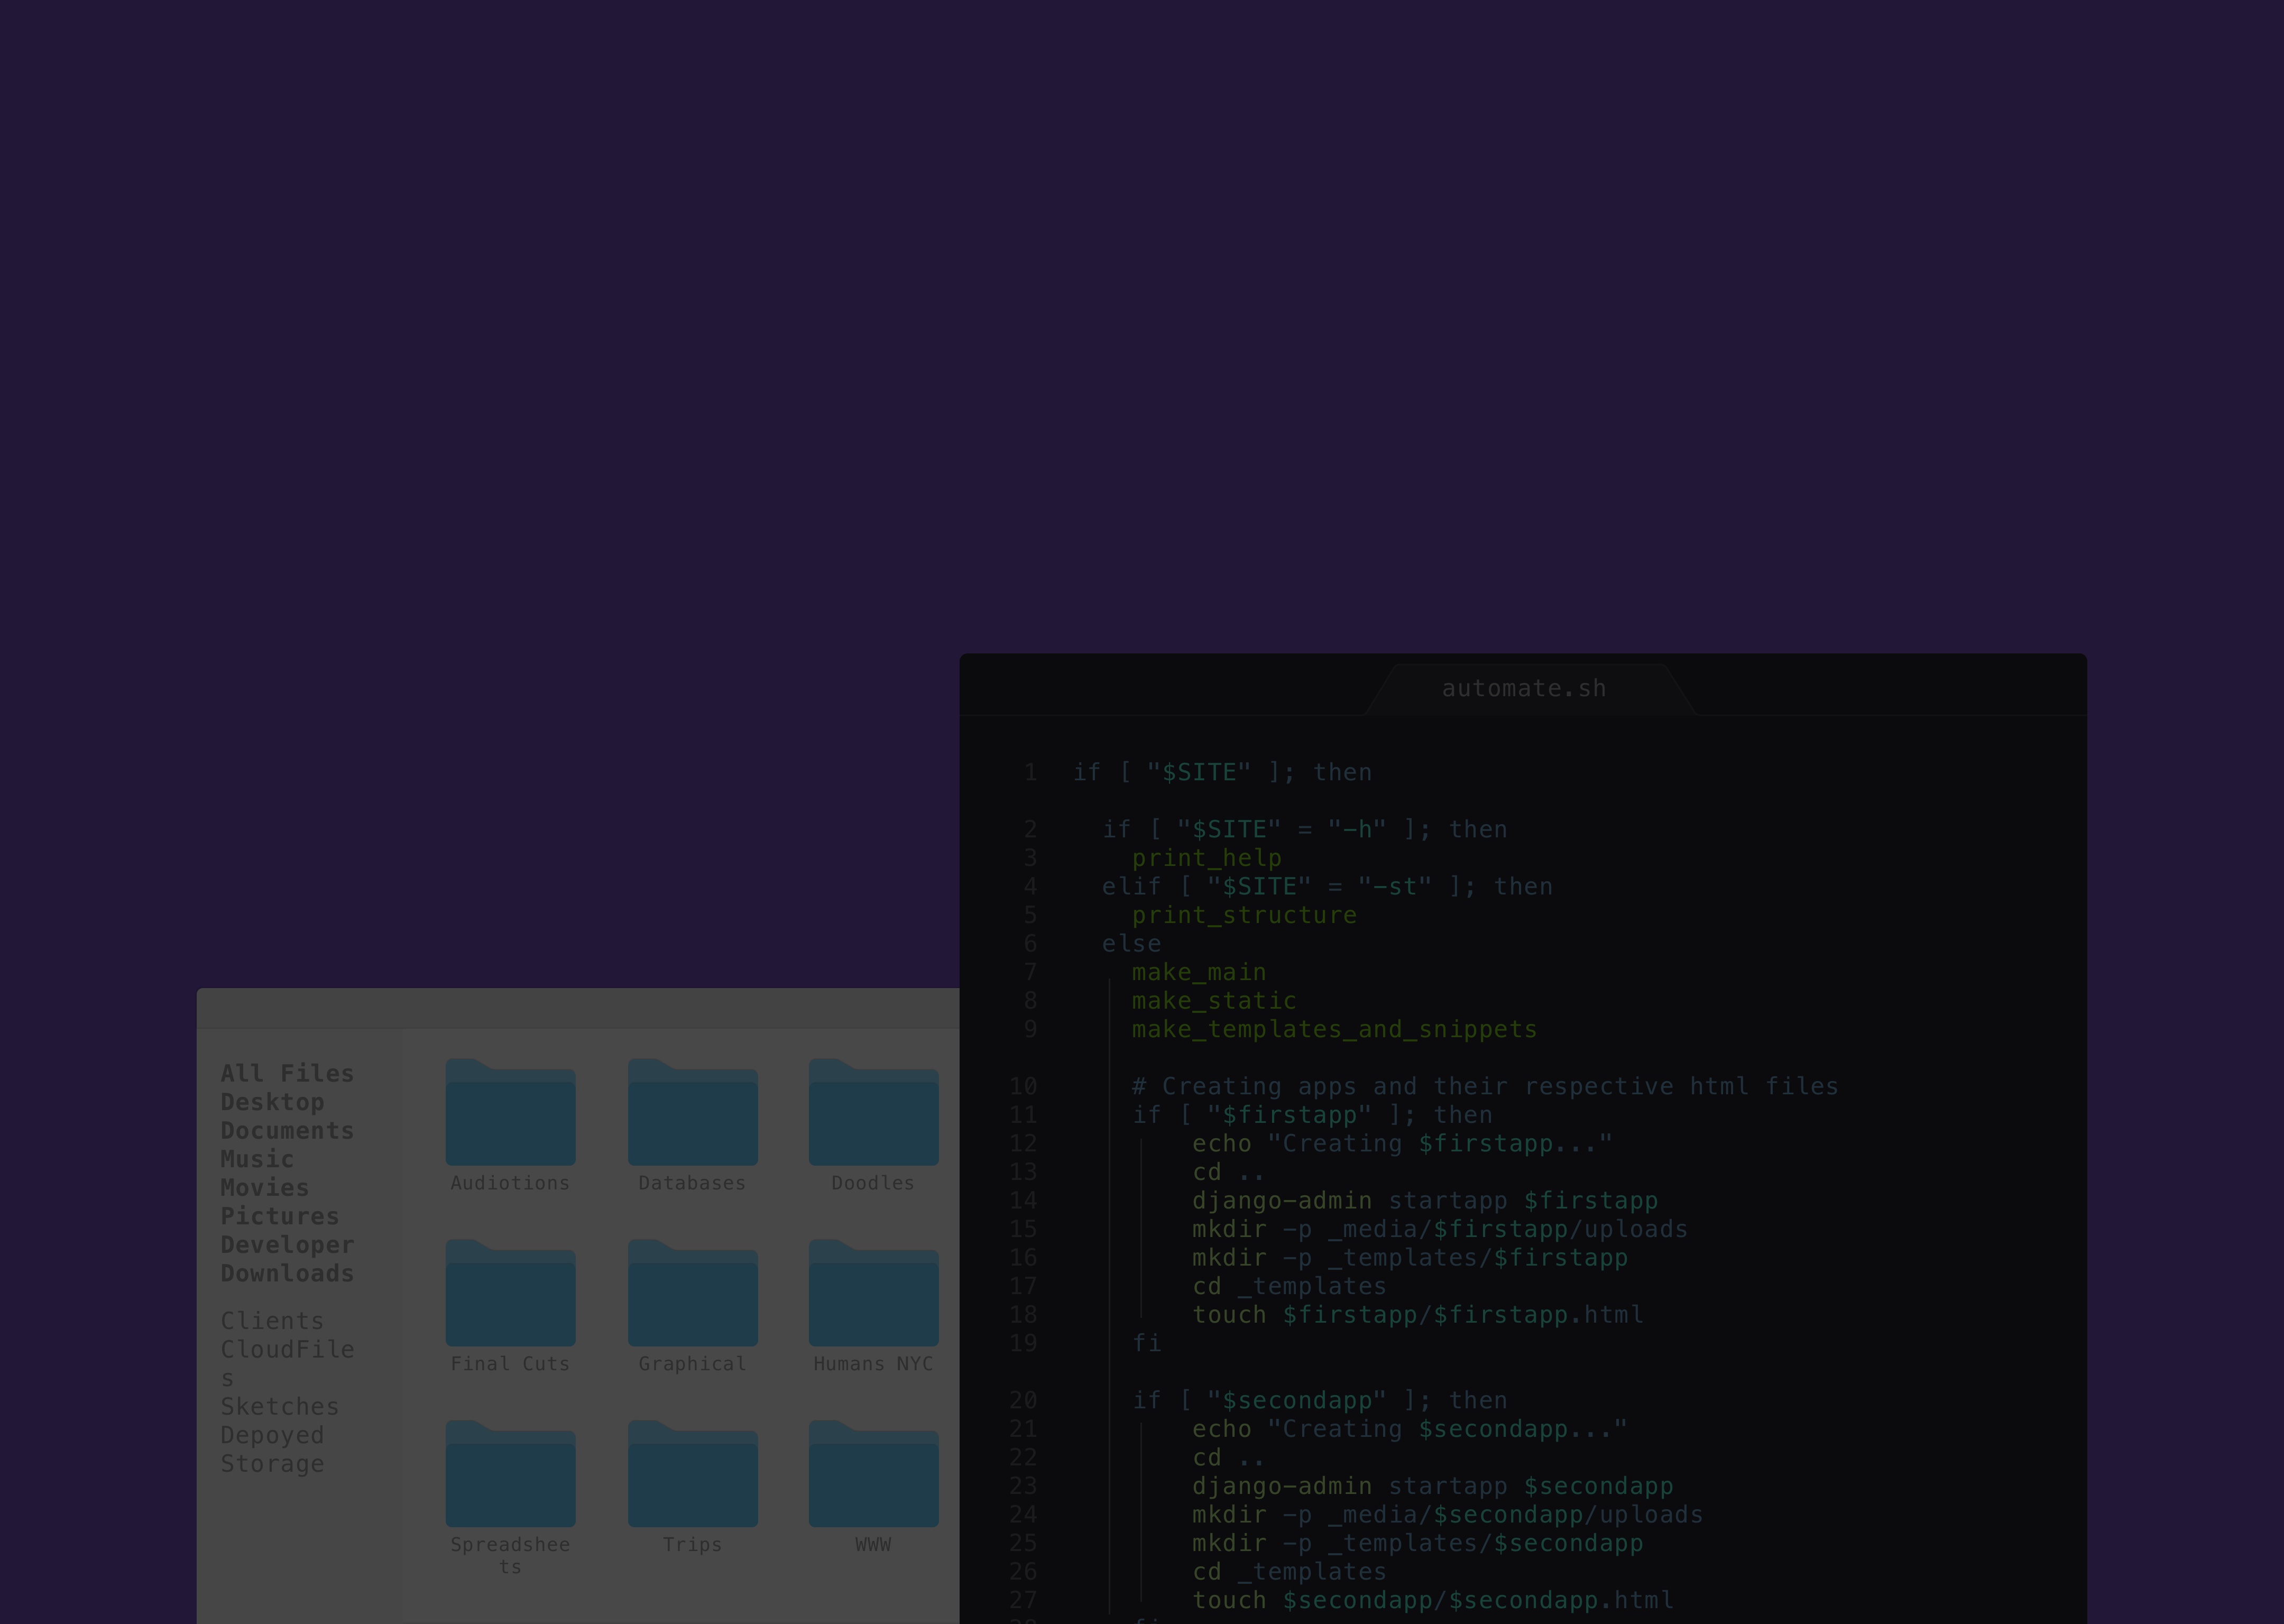 automate.sh
1 if [ "$SITE" ]; then
2 if [ "$SITE" = "-h" ]; then
3 print_help
4 elif [ "$SITE" = "-st" ]; then
5 print_structure
6 else
7 make_main
8 make_static
9 make_templates_and_snippets
10 # Creating apps and their respective html files
11 if [ "$firstapp" ]; then
12 echo "Creating $firstapp..."
13 cd ..
14 django-admin startapp $firstapp
15 mkdir -p _media/$firstapp/uploads
16 mkdir -p _templates/$firstapp
17 cd _templates
18 touch $firstapp/$firstapp.html
19 fi
20 if [ "$secondapp" ]; then
21 echo "Creating $secondapp..."
22 cd ..
23 django-admin startapp $secondapp
24 mkdir -p _media/$secondapp/uploads
25 mkdir -p _templates/$secondapp
26 cd _templates
27 touch $secondapp/$secondapp.html
All Files
Desktop
Documents
Music
Movies
Pictures
Developer
Downloads
Clients
CloudFile
s
Sketches
Depoyed
Storage
Audiotions Databases Doodles
Final Cuts Graphical Humans NYC
Spreadshee Trips WWW
ts